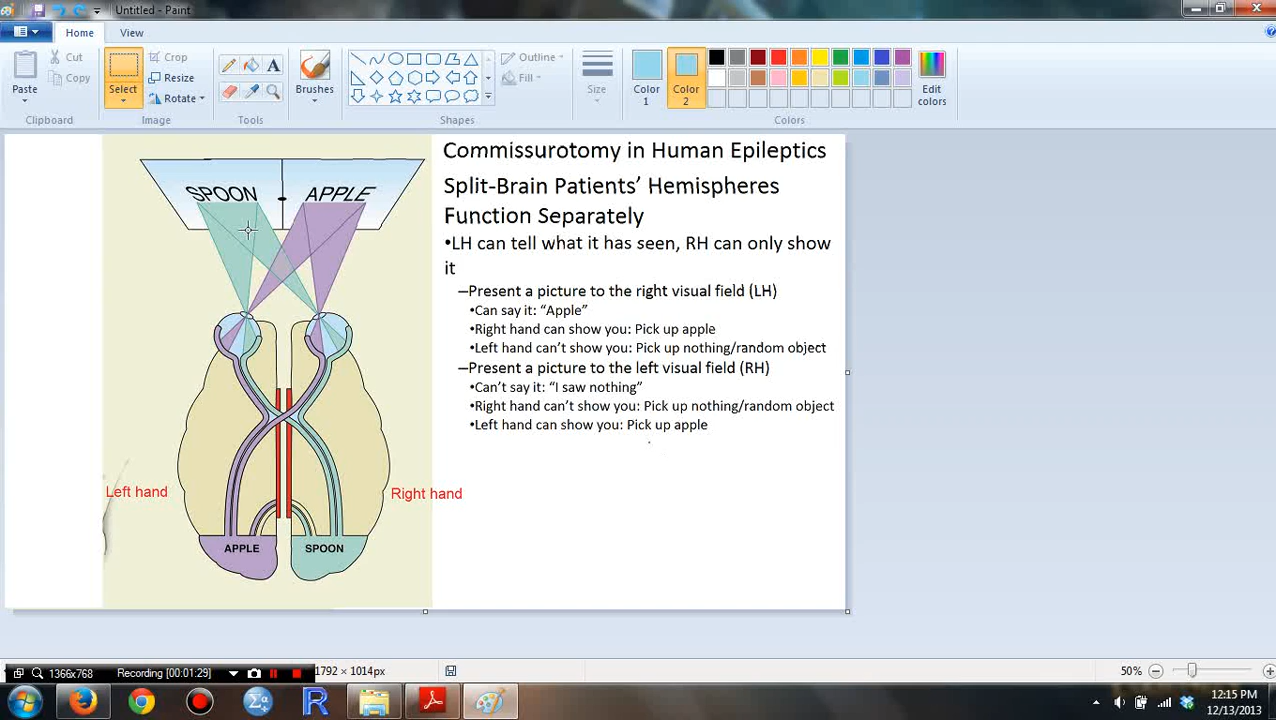 Untitled - Paint
Home
View
Paste
Cut
Copy
Clipboard
Select
Crop
Resize
Rotate
Image
Tools
Brushes
Shapes
Outline
Fill
Size
Color 1
Color 2
Edit colors
Colors
SPOON APPLE
Commissurotomy in Human Epileptics
Split-Brain Patients’ Hemispheres
Function Separately
•LH can tell what it has seen, RH can only show
it
–Present a picture to the right visual field (LH)
•Can say it: “Apple”
•Right hand can show you: Pick up apple
•Left hand can’t show you: Pick up nothing/random object
–Present a picture to the left visual field (RH)
•Can’t say it: “I saw nothing”
•Right hand can’t show you: Pick up nothing/random object
•Left hand can show you: Pick up apple
Left hand
Right hand
APPLE SPOON
1366x768 Recording [00:01:29] 1792 × 1014px 50%
12:15 PM
12/13/2013